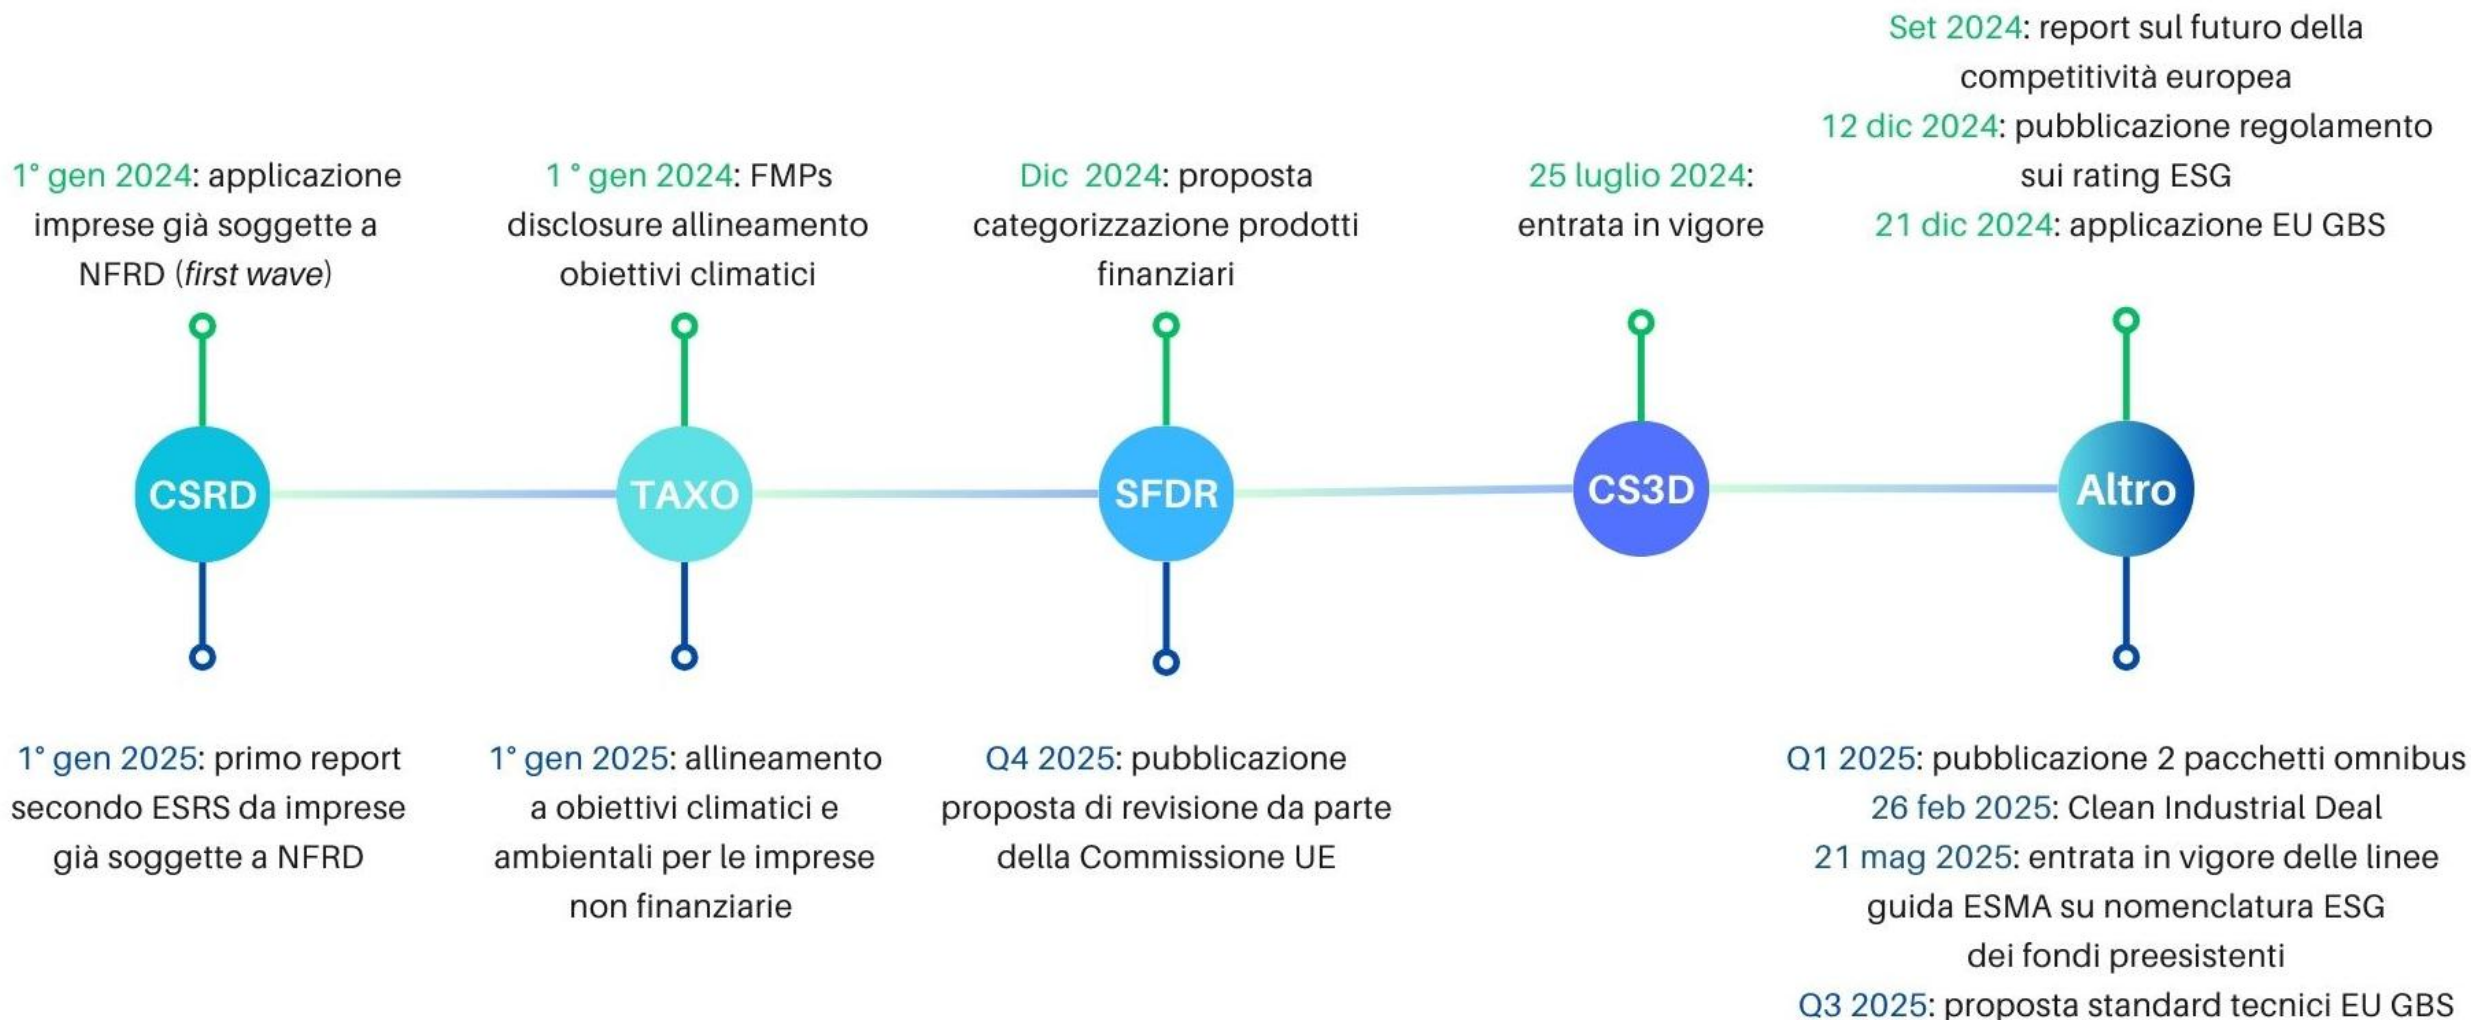 1° gen 2024: applicazione
imprese già soggette a
NFRD (first wave)
1 ° gen 2024: FMPs
disclosure allineamento
obiettivi climatici
Dic  2024: proposta
categorizzazione prodotti
finanziari
25 luglio 2024:
entrata in vigore
Set 2024: report sul futuro della
competitività europea
12 dic 2024: pubblicazione regolamento
sui rating ESG
21 dic 2024: applicazione EU GBS
CSRD
TAXO
SFDR
CS3D
Altro
1° gen 2025: primo report
secondo ESRS da imprese
già soggette a NFRD
1° gen 2025: allineamento
a obiettivi climatici e
ambientali per le imprese
non finanziarie
Q4 2025: pubblicazione
proposta di revisione da parte
della Commissione UE
Q1 2025: pubblicazione 2 pacchetti omnibus
26 feb 2025: Clean Industrial Deal
21 mag 2025: entrata in vigore delle linee
guida ESMA su nomenclatura ESG
dei fondi preesistenti
Q3 2025: proposta standard tecnici EU GBS